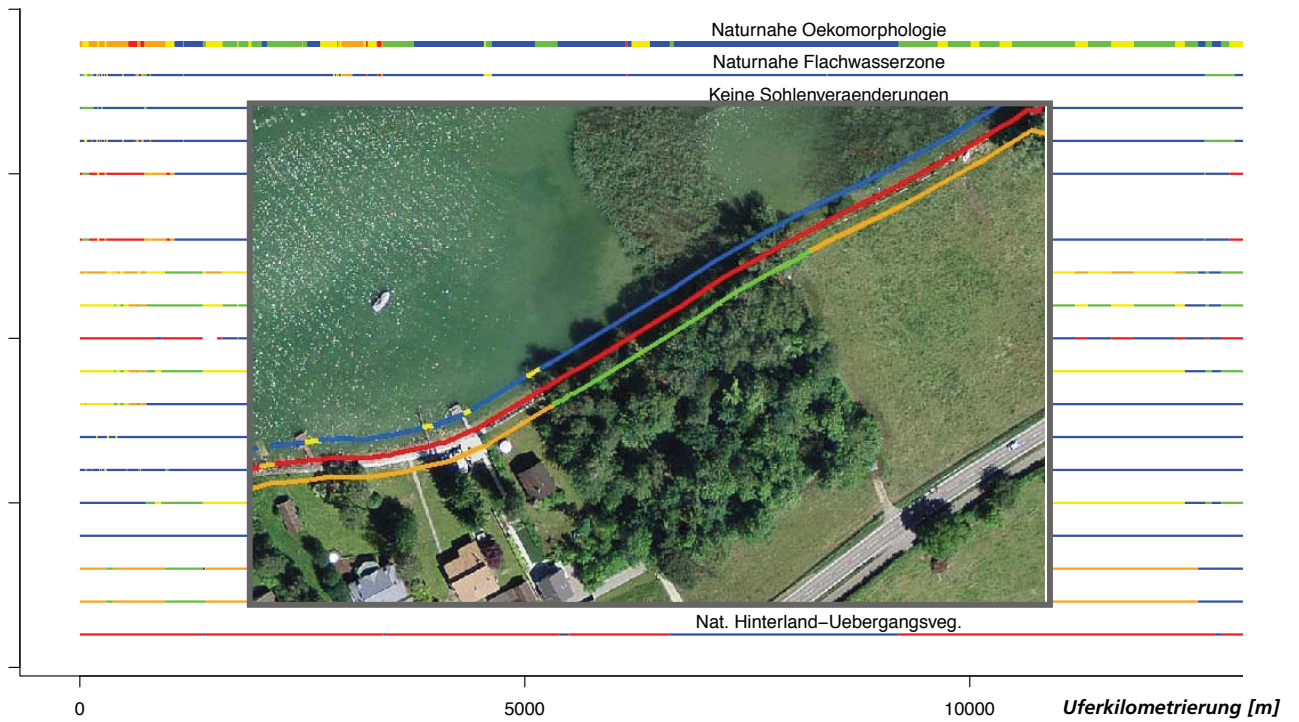 Naturnahe Oekomorphologie
Naturnahe Flachwasserzone
Keine Sohlenveraenderungen
Nat. Hinterland–Uebergangsveg.
0 5000 10000 Uferkilometrierung [m]